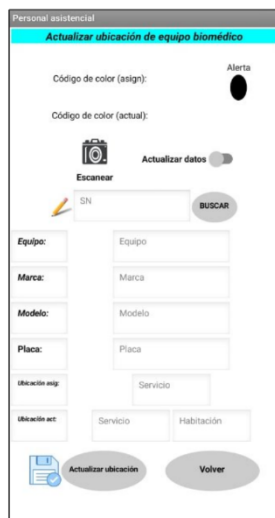 Personal asistencial
Actualizar ubicación de equipo biomédico
Alerta
Código de color (asign):
Código de color (actual):
Actualizar datos
Escanear
SN
BUSCAR
Equipo: Equipo
Marca: Marca
Modelo: Modelo
Placa: Placa
Ubicación asig: Servicio
Ubicación act: Servicio Habitación
Actualizar ubicación Volver